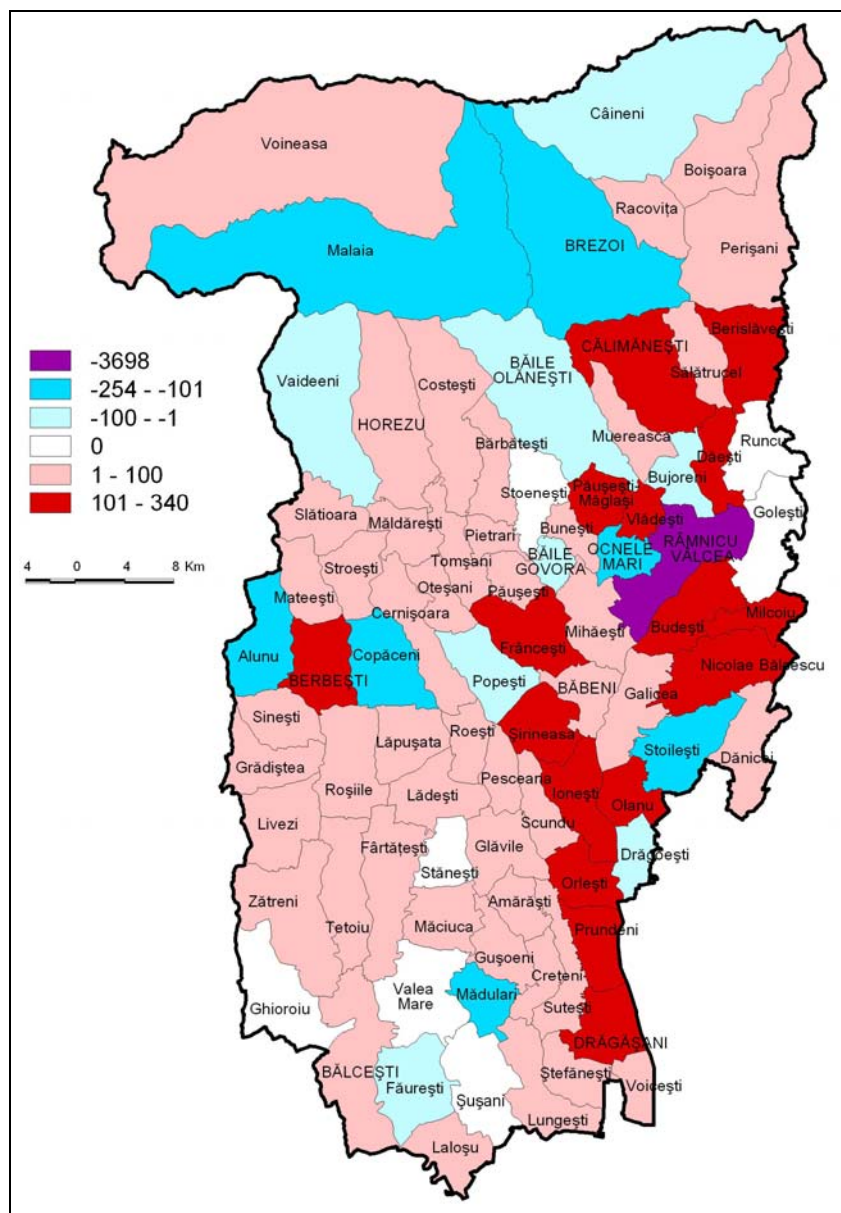 Câineni
Voineasa
Boişoara
Racoviţa
Perişani
Malaia
BREZOI
-3698
-254 - -101
-100 - -1
0
1 - 100
101 - 340
4 0 4 8 Km
Berislăveşti
CĂLIMĂNEŞTI
Sălătrucel
BĂILE
OLĂNEŞTI
Vaideeni
Costeşti
HOREZU
Muereasca
Runcu
Dăeşti
Bărbăteşti
Bujoreni
Stoeneşti
Păuşeşti-
Măglaşi
Goleşti
Slătioara
Măldăreşti
Vlădeşti
Buneşti
Pietrari
RÂMNICU
VÂLCEA
OCNELE
MARI
BĂILE
GOVORA
Stroeşti
Tomşani
Oteşani
Păuşeşti
Mateeşti
Cernişoara
Milcoiu
Budeşti
Mihăeşti
Frânceşti
Alunu
Copăceni
BERBEŞTI
Nicolae Bălcescu
Popeşti
BĂBENI
Galicea
Sineşti
Roeşti
Şirineasa
Lăpuşata
Stoileşti
Dănicei
Grădiştea
Pesceana
Roşiile
Lădeşti
Ioneşti
Olanu
Livezi
Scundu
Fârtăţeşti
Glăvile
Drăgoeşti
Stăneşti
Orleşti
Zătreni
Amărăşti
Tetoiu
Măciuca
Prundeni
Guşoeni
Creţeni
Valea
Mare
Mădulari
Ghioroiu
Suteşti
DRĂGĂŞANI
BĂLCEŞTI
Ştefăneşti
Făureşti
Voiceşti
Şuşani
Lungeşti
Laloşu